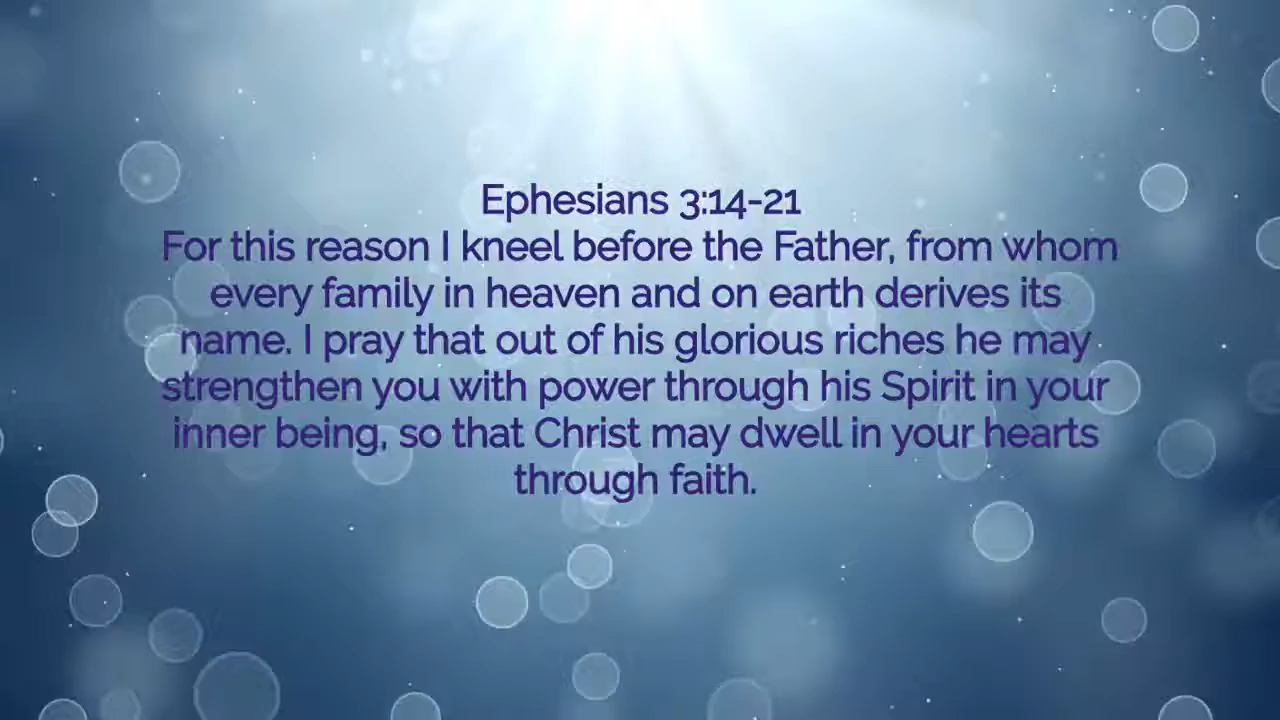 Ephesians 3:14-21
For this reason I kneel before the Father, from whom
every family in heaven and on earth derives its
name. I pray that out of his glorious riches he may
strengthen you with power through his Spirit in your
inner being, so that Christ may dwell in your hearts
through faith.